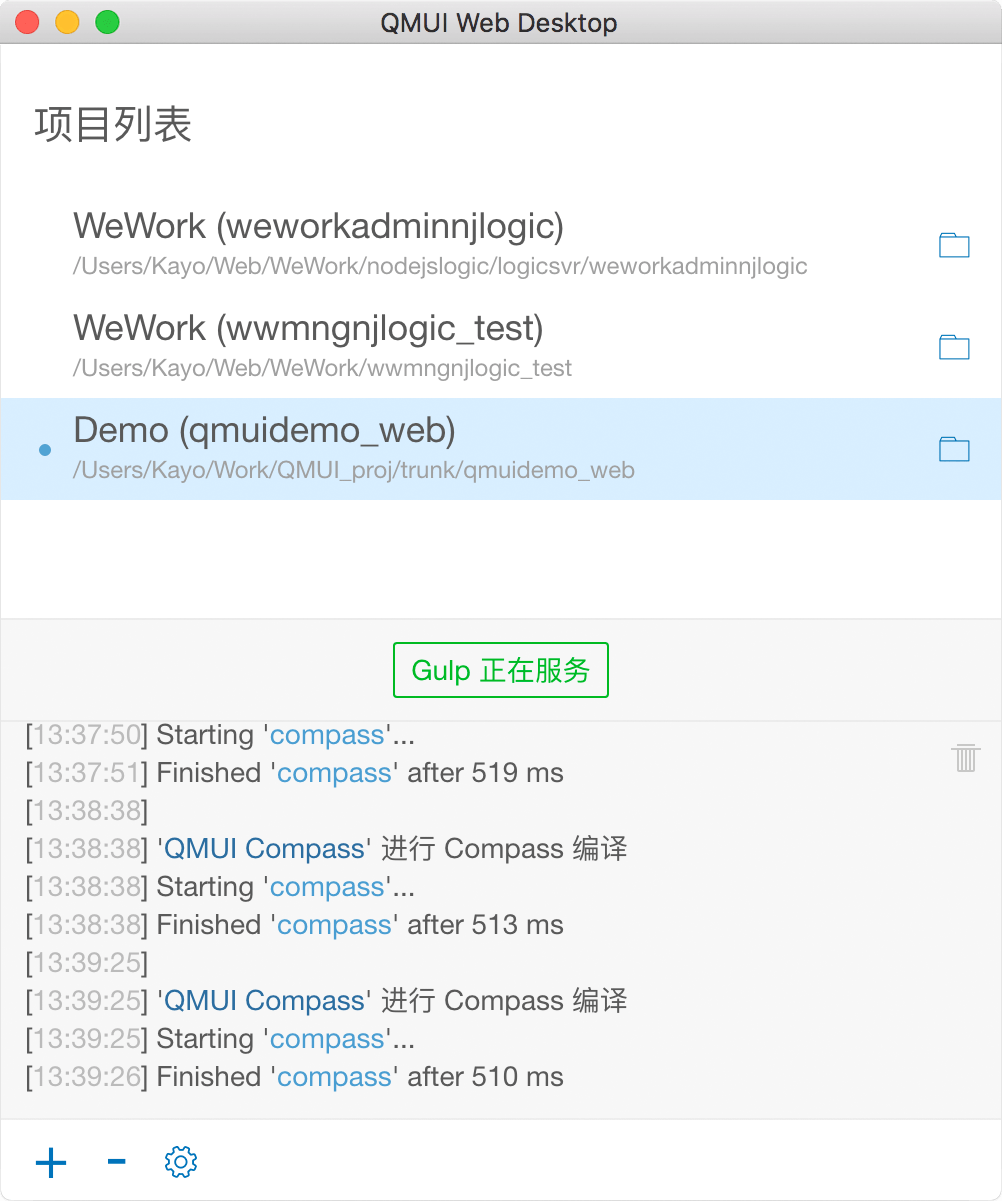 QMUI Web Desktop
项目列表
WeWork (weworkadminnjlogic)
/Users/Kayo/Web/WeWork/nodejslogic/logicsvr/weworkadminnjlogic
WeWork (wwmngnjlogic_test)
/Users/Kayo/Web/WeWork/wwmngnjlogic_test
Demo (qmuidemo_web)
/Users/Kayo/Work/QMUI_proj/trunk/qmuidemo_web
Gulp 正在服务
[13:37:50] Starting 'compass'...
[13:37:51] Finished 'compass' after 519 ms
[13:38:38]
[13:38:38] 'QMUI Compass' 进行 Compass 编译
[13:38:38] Starting 'compass'...
[13:38:38] Finished 'compass' after 513 ms
[13:39:25]
[13:39:25] 'QMUI Compass' 进行 Compass 编译
[13:39:25] Starting 'compass'...
[13:39:26] Finished 'compass' after 510 ms